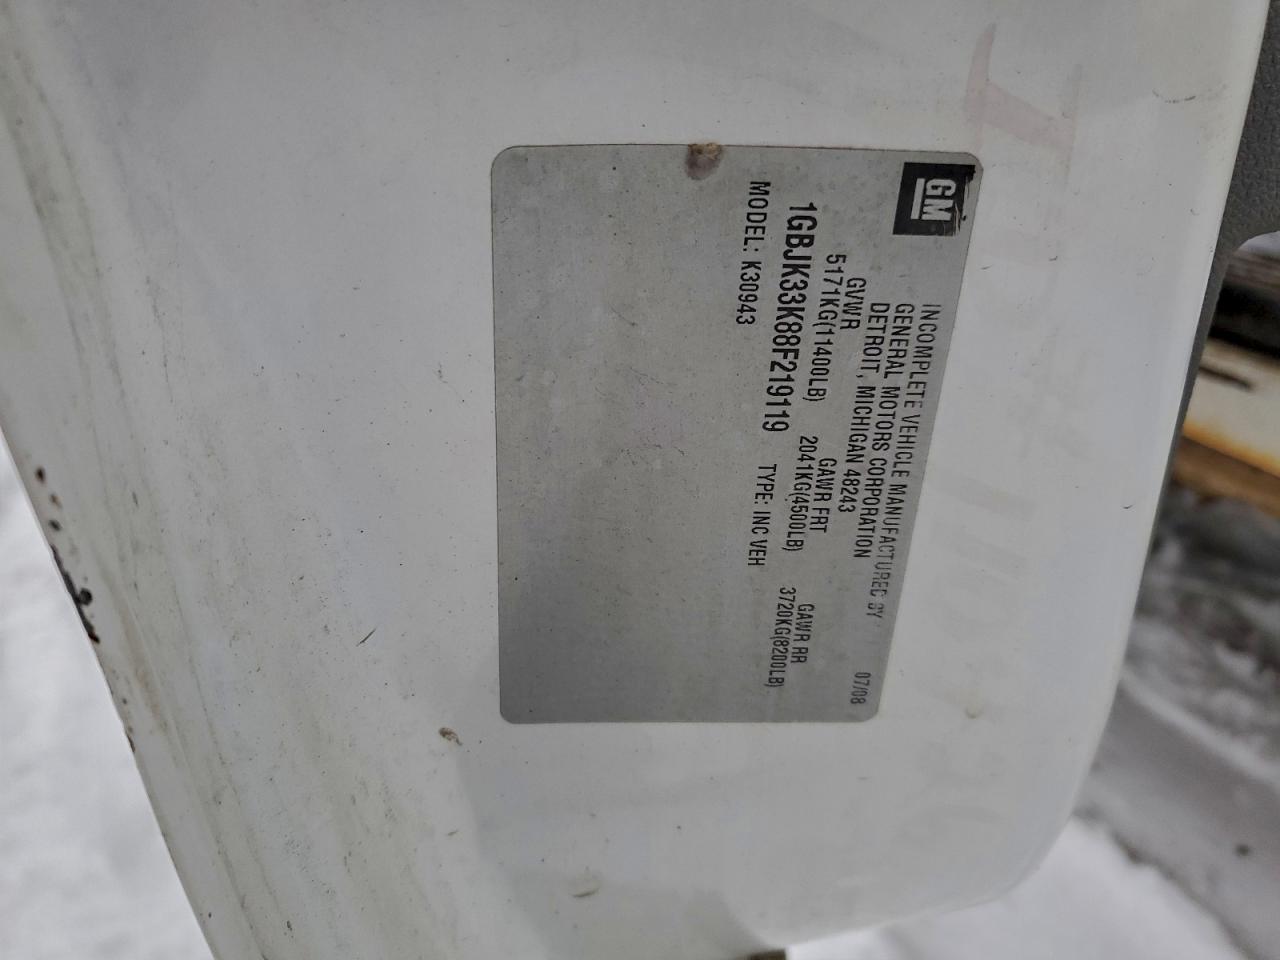 GM
INCOMPLETE VEHICLE MANUFACTURED BY 07/08
GENERAL MOTORS CORPORATION
DETROIT, MICHIGAN 48243
GVWR GAWR FRT GAWR RR
5171KG(11400LB) 2041KG(4500LB) 3720KG(8200LB)
1GBJK33K88F219119 TYPE: INC VEH
MODEL: K30943